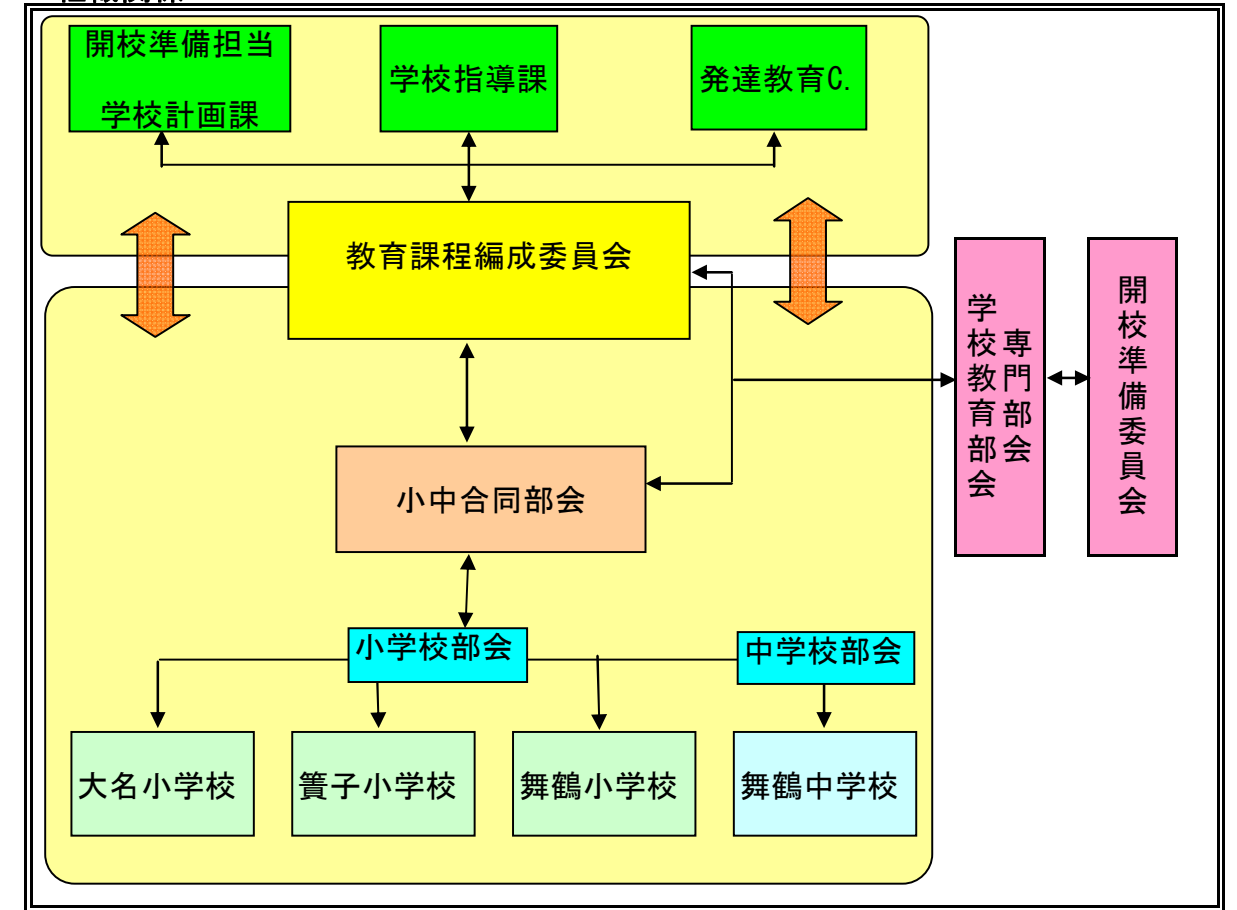 開校準備担当
学校計画課
学校指導課
発達教育C.
教育課程編成委員会
専門部会
学校教育部会
開校準備委員会
小中合同部会
小学校部会
中学校部会
大名小学校
簀子小学校
舞鶴小学校
舞鶴中学校